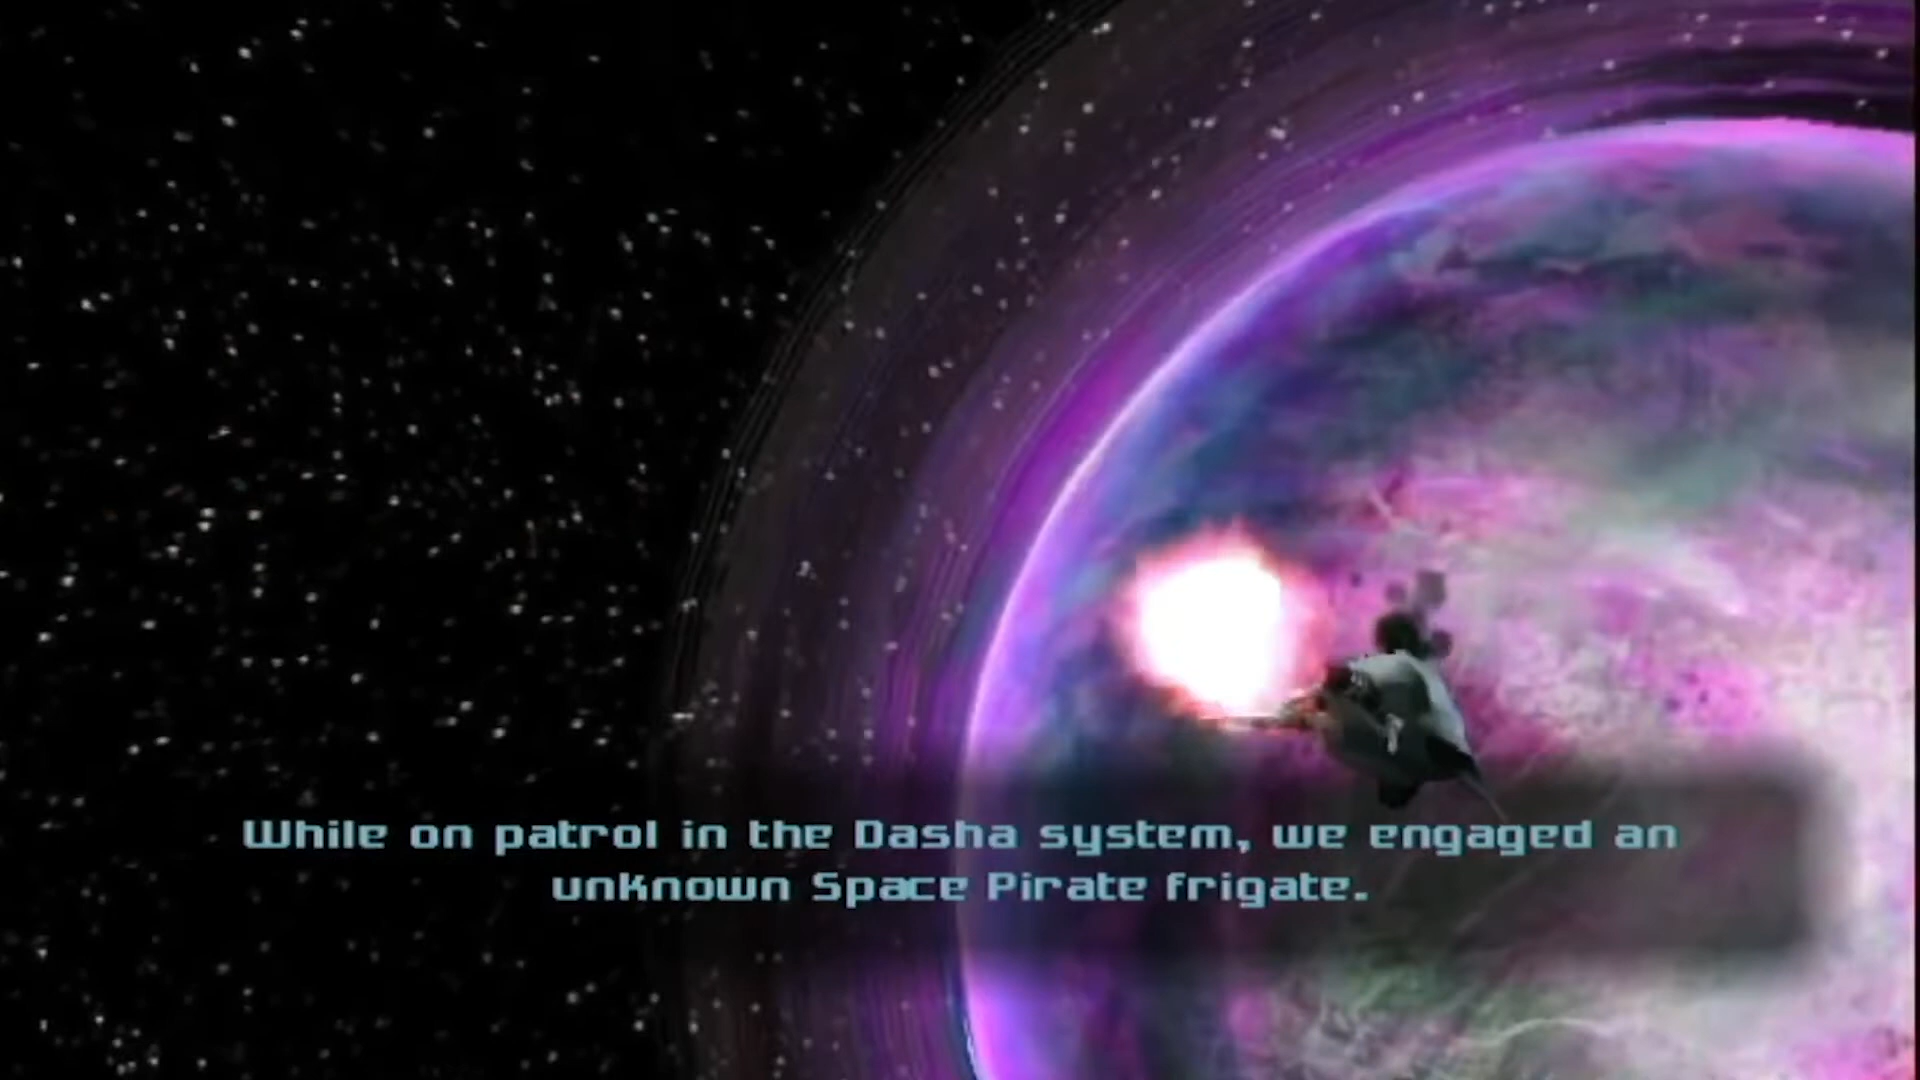 While on patrol in the Dasha system, we engaged an
unknown Space Pirate frigate.